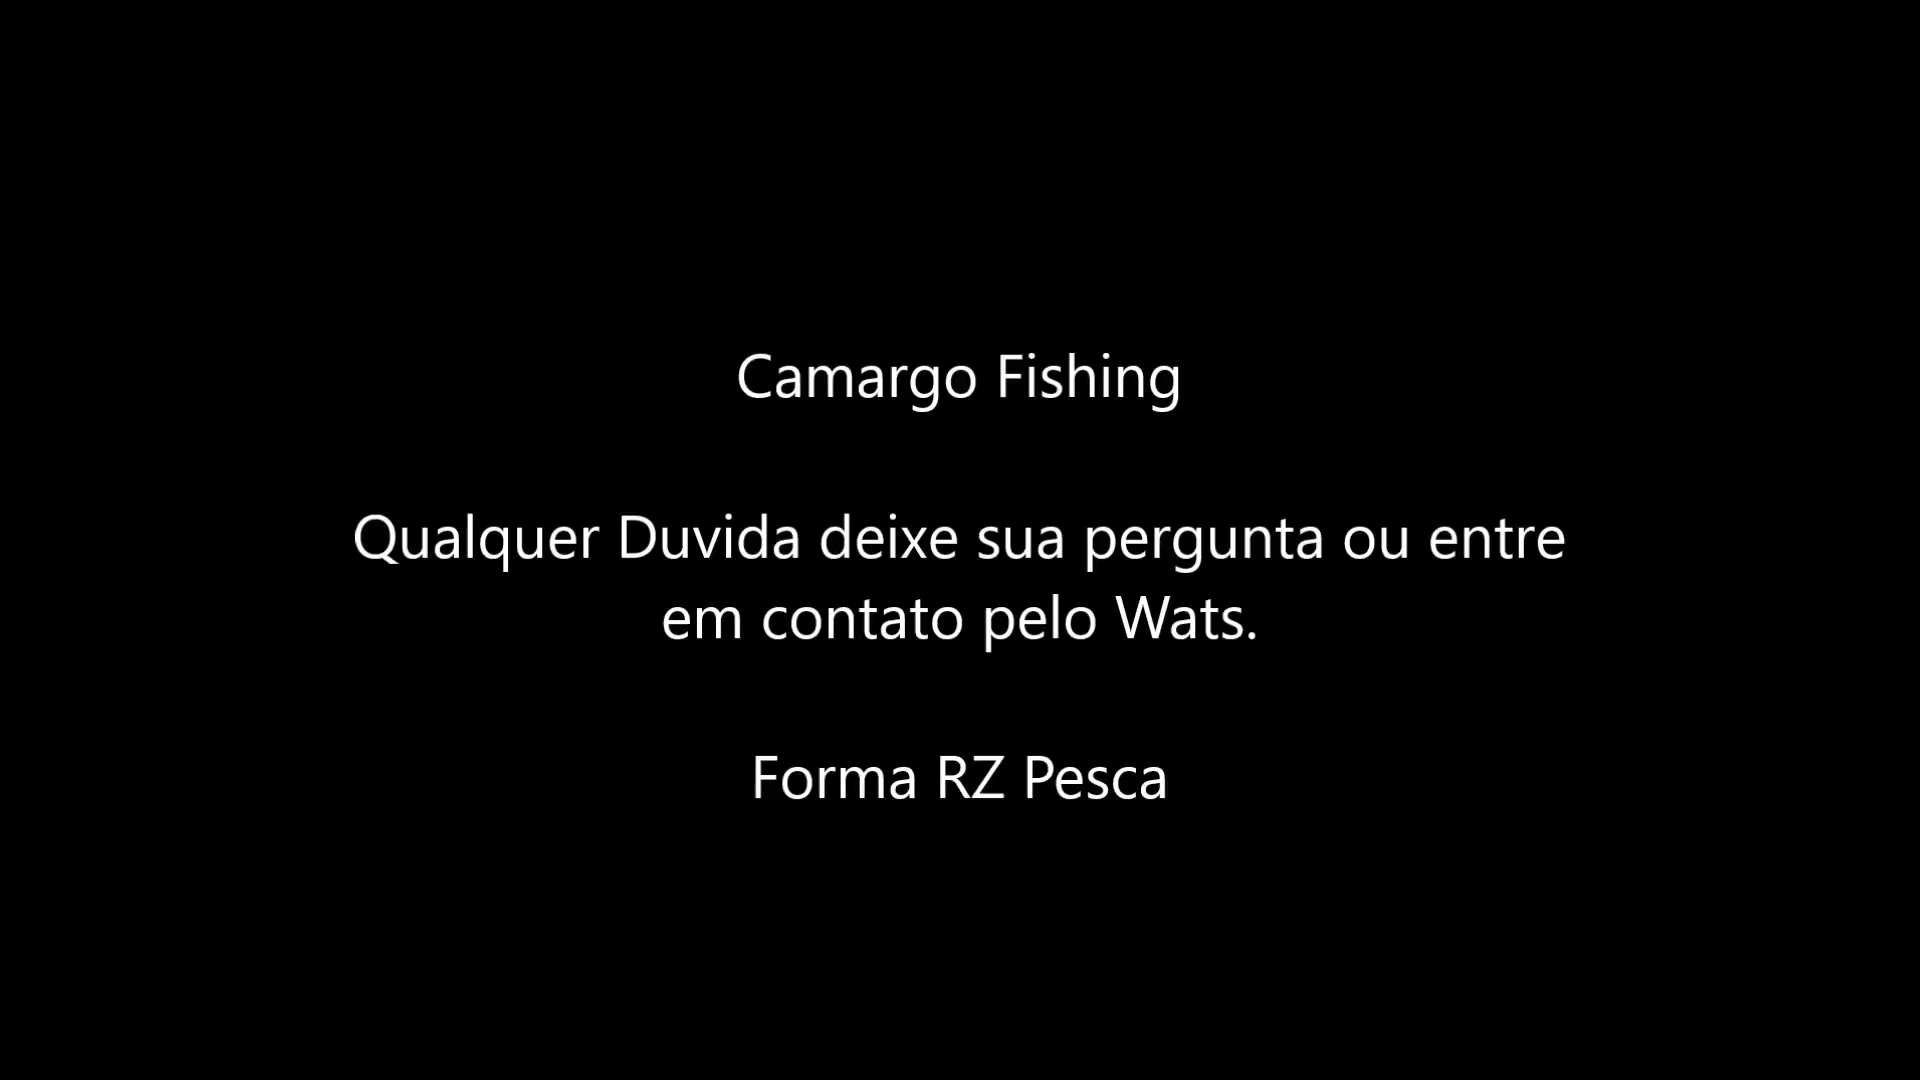 Camargo Fishing
Qualquer Duvida deixe sua pergunta ou entre
em contato pelo Wats.
Forma RZ Pesca